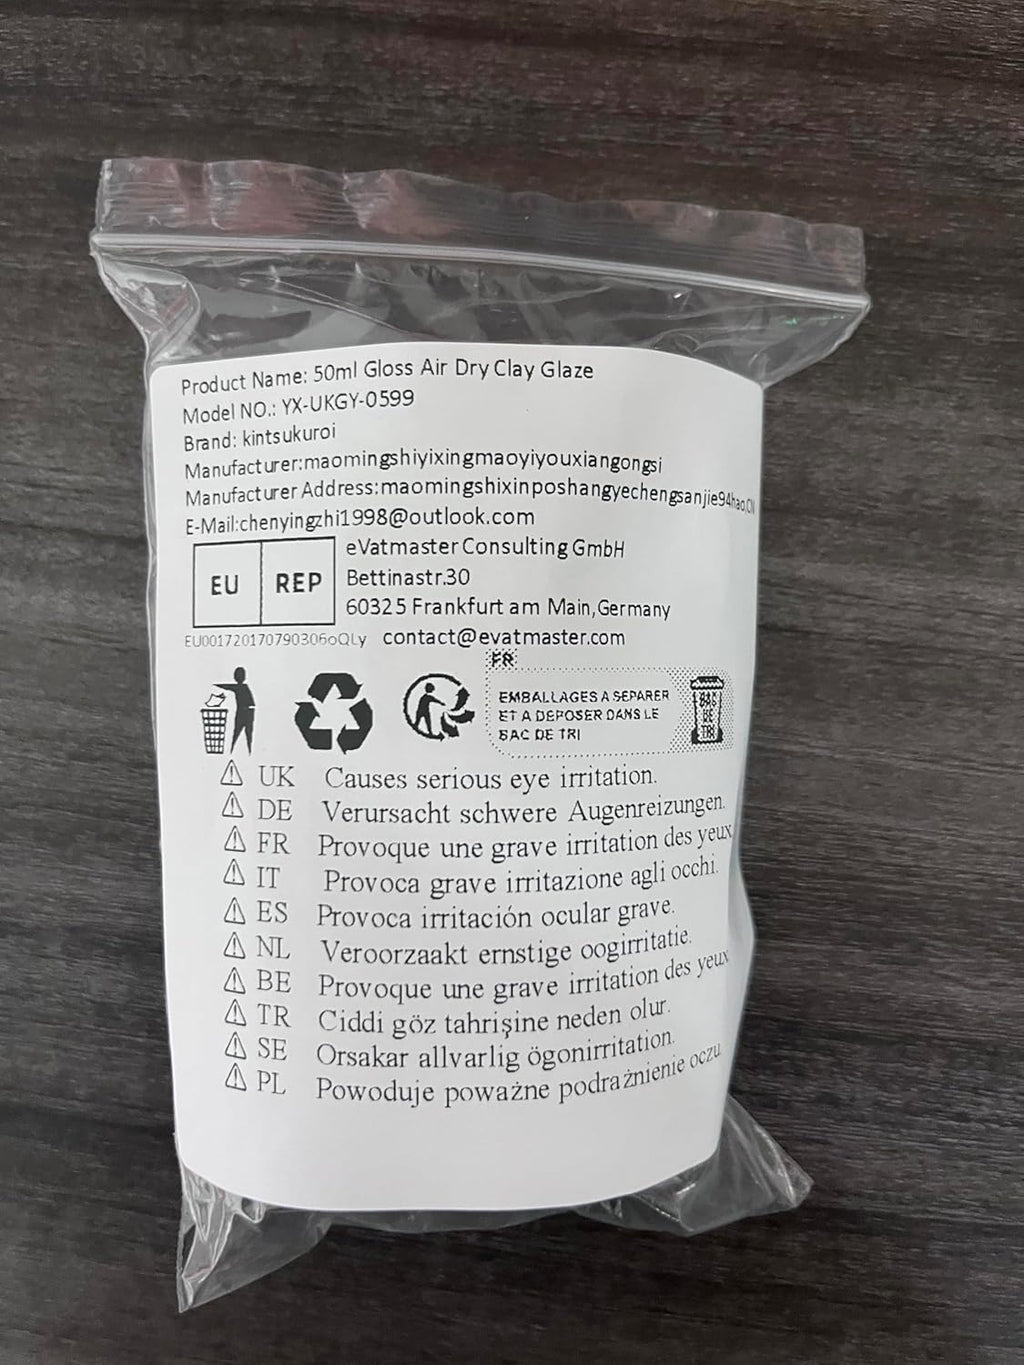 Product Name: 50ml Gloss Air Dry Clay Glaze
Model NO.: YX-UKGY-0599
Brand: kintsukuroi
Manufacturer:maomingshiyixingmaoyiyouxiangongsi
Manufacturer Address:maomingshixinposhangyechengsanjie94hao,CN
E-Mail:chenyingzhi1998@outlook.com
EU REP
eVatmaster Consulting GmbH
Bettinastr.30
60325 Frankfurt am Main,Germany
EU001720170790306oQLy contact@evatmaster.com
FR
EMBALLAGES A SEPARER
ET A DEPOSER DANS LE
BAC DE TRI
BAC
DE
TRI
UK Causes serious eye irritation.
DE Verursacht schwere Augenreizungen.
FR Provoque une grave irritation des yeux
IT Provoca grave irritazione agli occhi.
ES Provoca irritación ocular grave.
NL Veroorzaakt ernstige oogirritatie.
BE Provoque une grave irritation des yeux
TR Ciddi göz tahrişine neden olur.
SE Orsakar allvarlig ögonirritation.
PL Powoduje poważne podrażnienie oczu